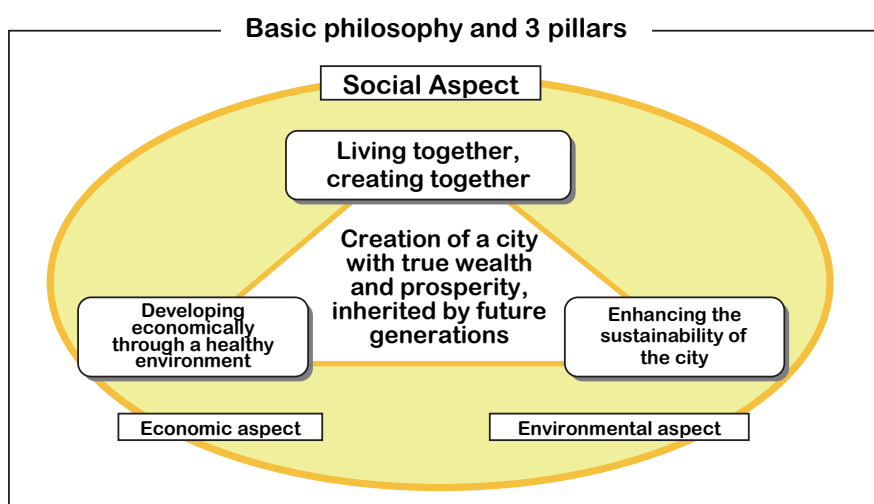 Basic philosophy and 3 pillars
Social Aspect
Living together,
creating together
Creation of a city
with true wealth
and prosperity,
inherited by future
generations
Developing
economically
through a healthy
environment
Enhancing the
sustainability of
the city
Economic aspect
Environmental aspect